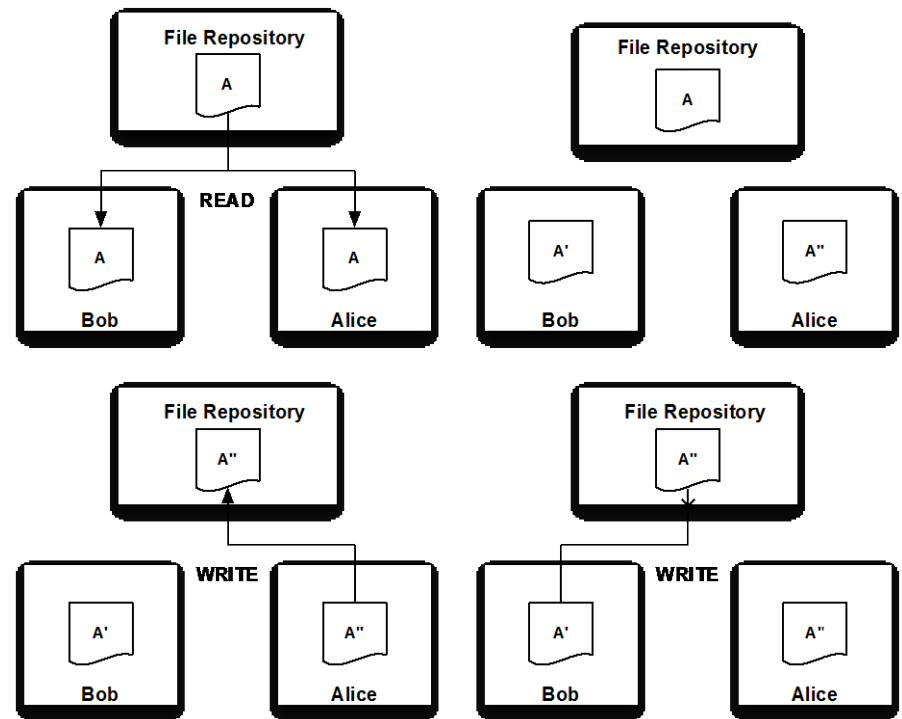 File Repository
A
READ
A
Bob
A
Alice
File Repository
A
A'
Bob
A"
Alice
File Repository
A"
WRITE
A'
Bob
A"
Alice
File Repository
A"
WRITE
A'
Bob
A"
Alice